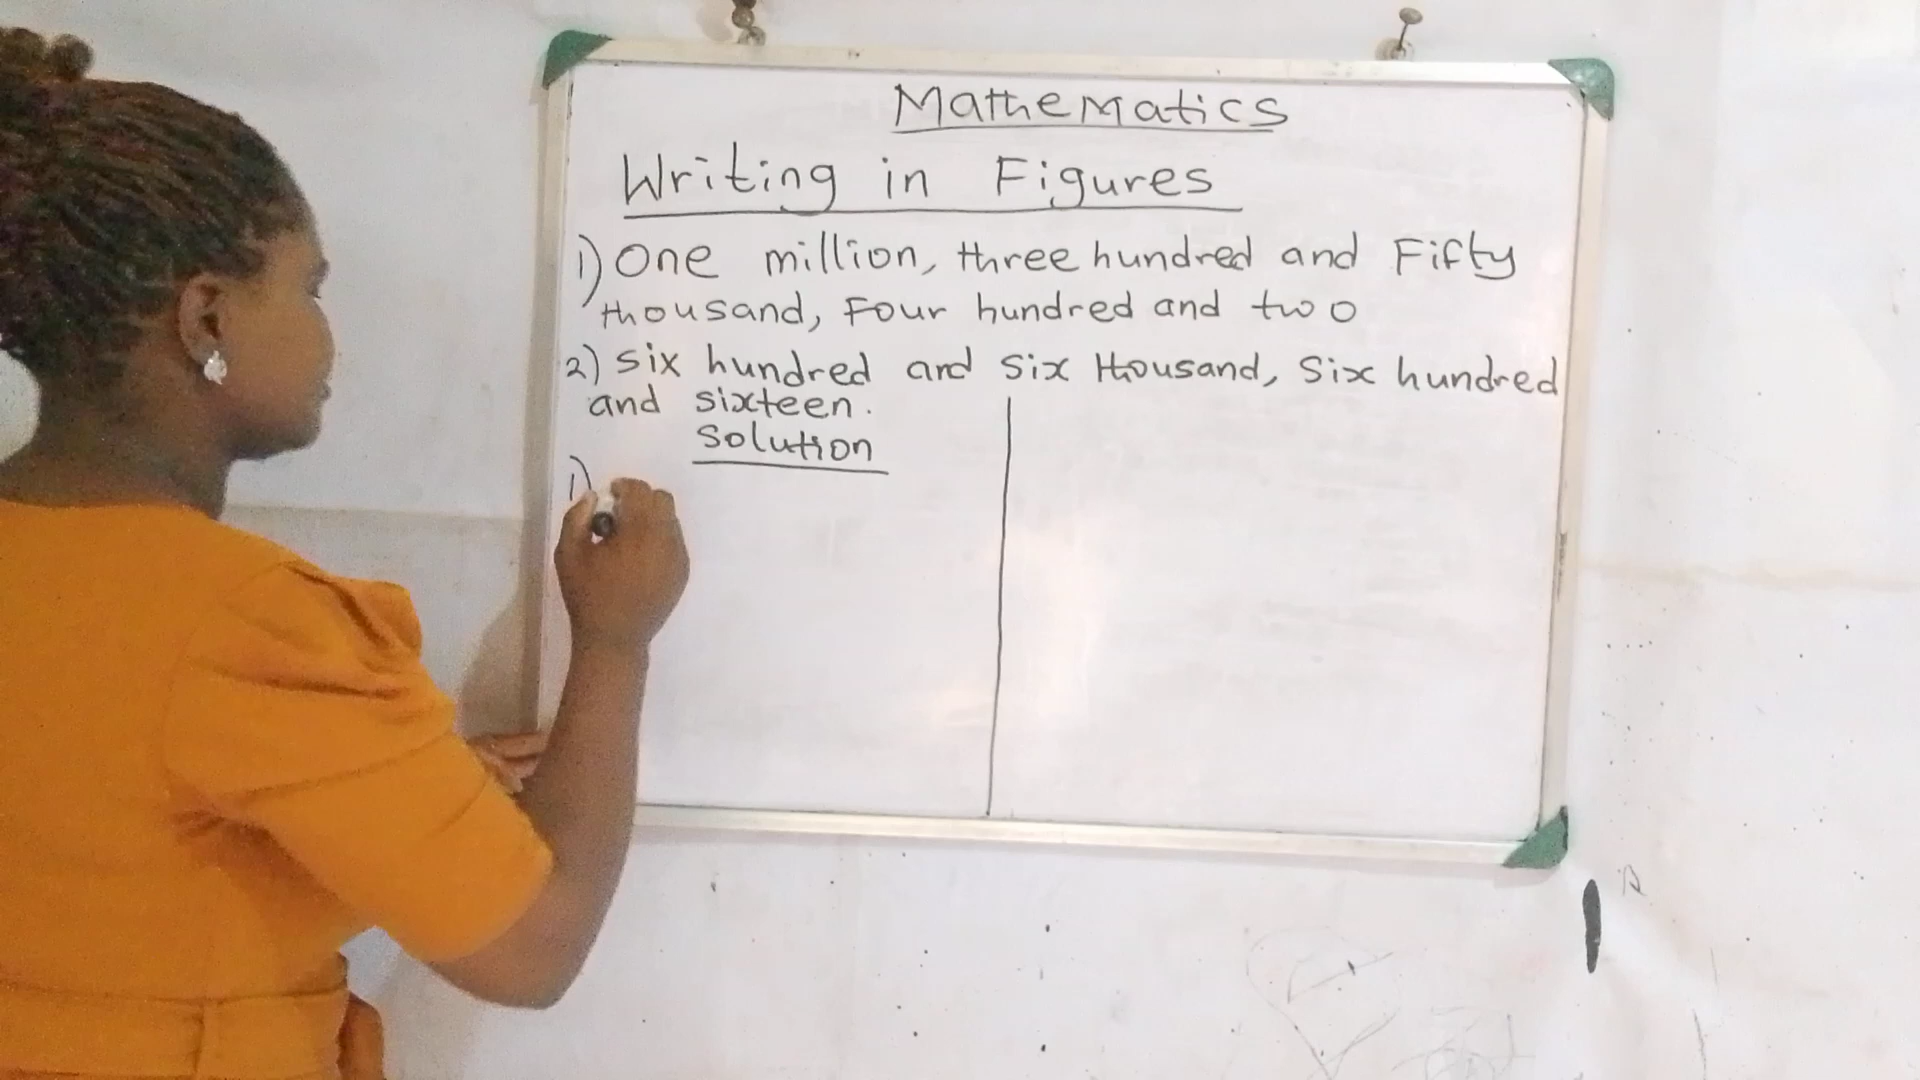 Mathematics
Writing in Figures
1) One million, three hundred and Fifty
thousand, Four hundred and two
2) Six hundred and Six thousand, Six hundred
and sixteen.
Solution
1)